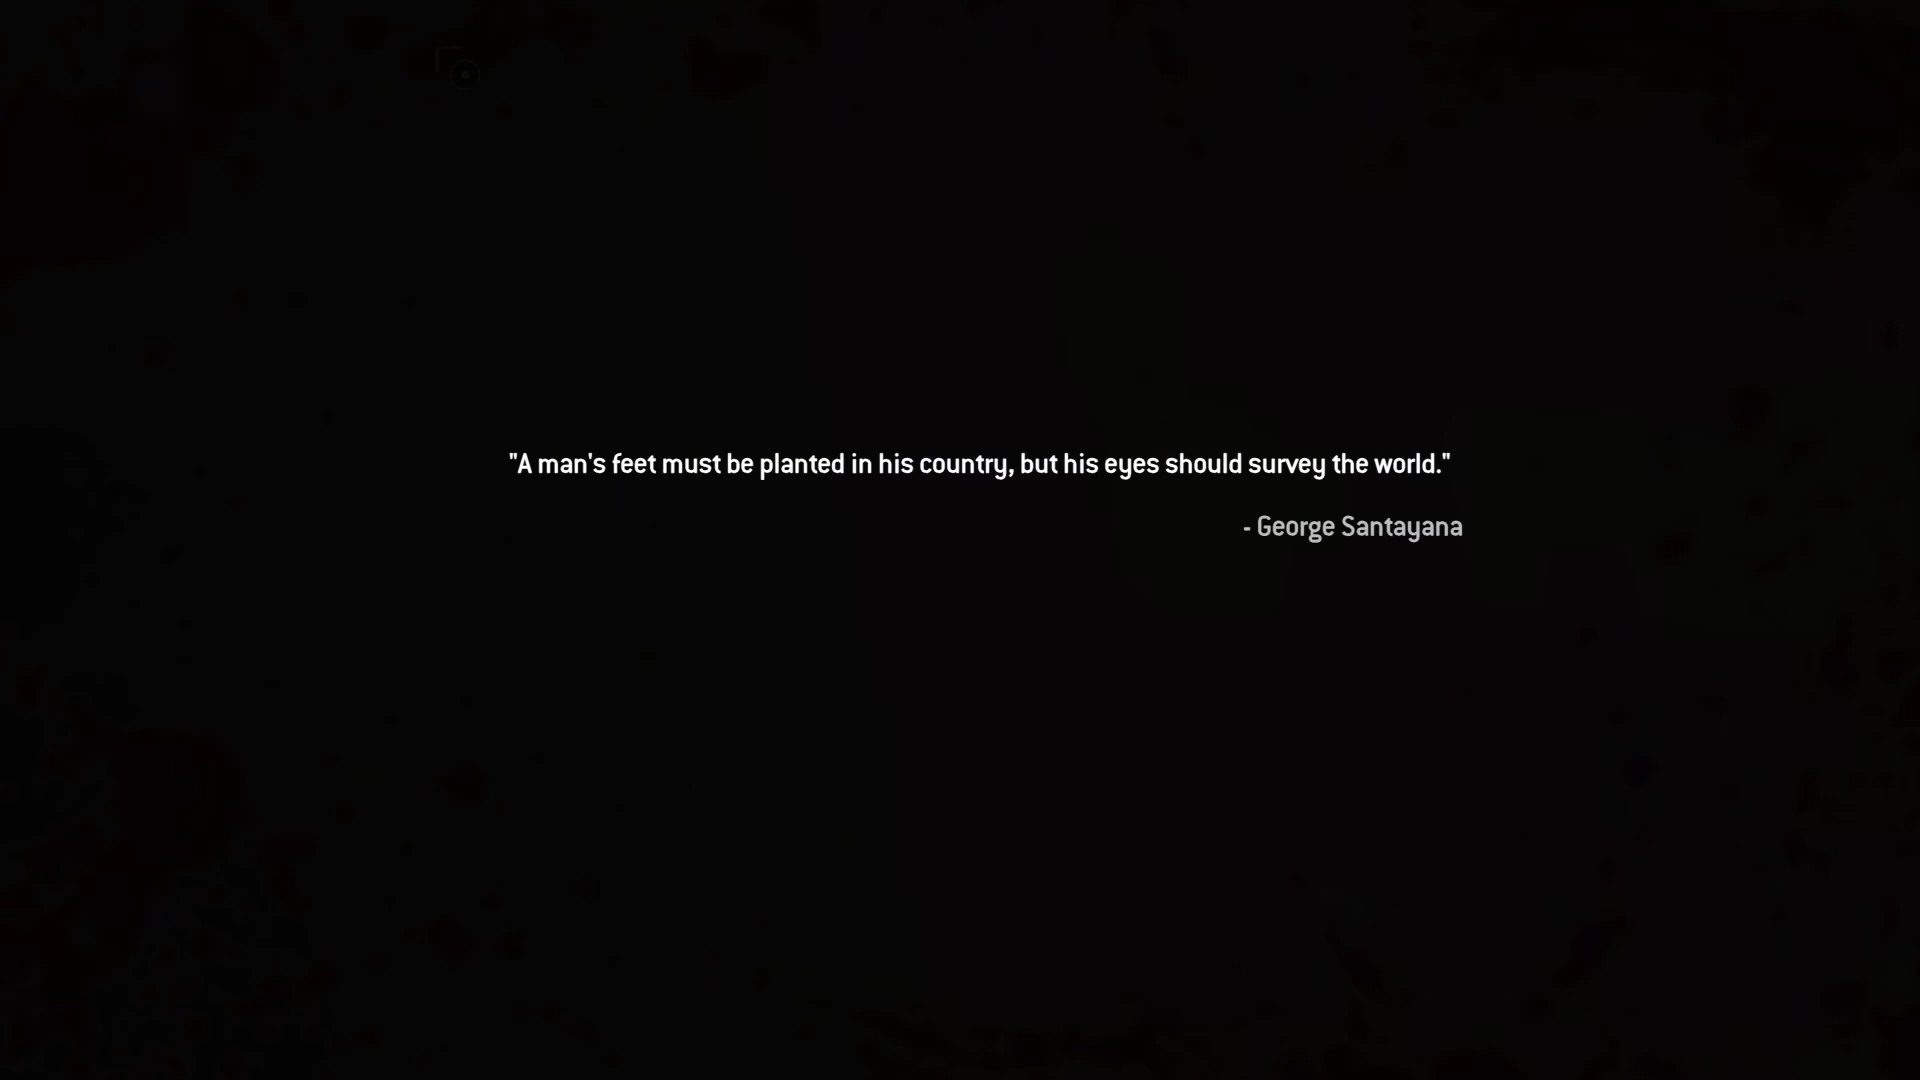 "A man's feet must be planted in his country, but his eyes should survey the world."
- George Santayana